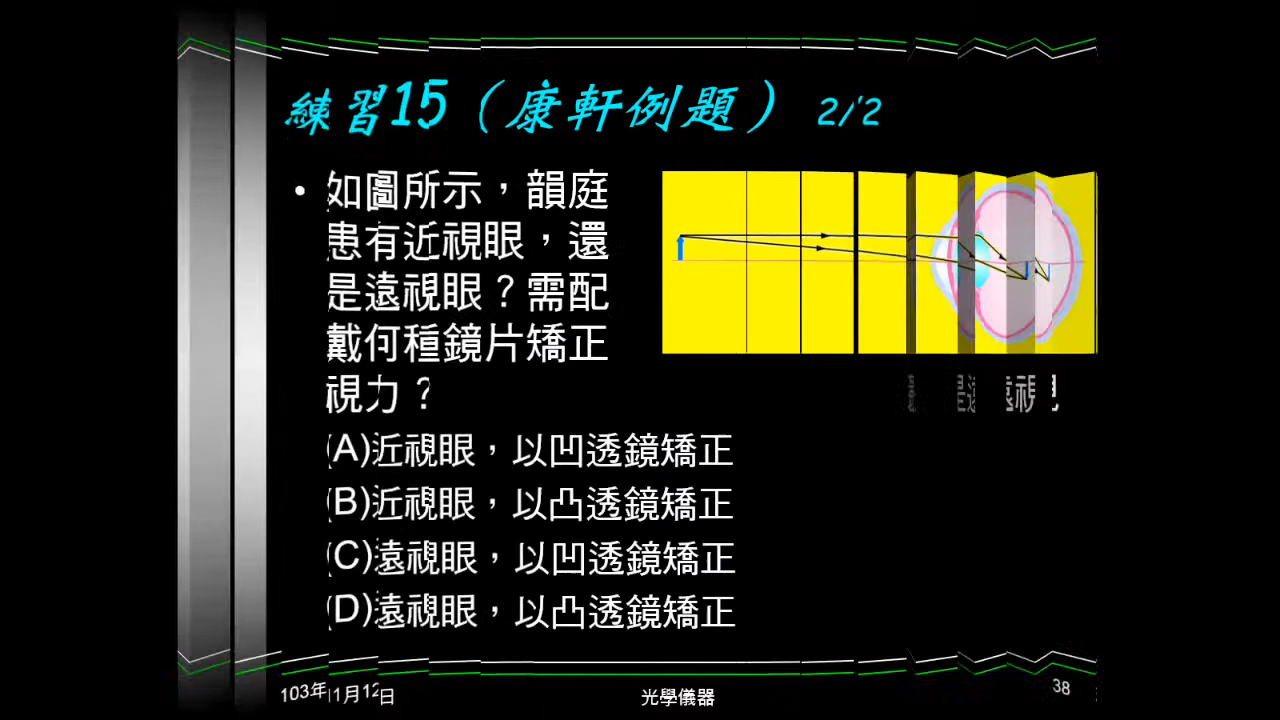 練習15（康軒例題） 2/2
• 如圖所示，韻庭
患有近視眼，還
是遠視眼？需配
戴何種鏡片矯正
視力？
(A)近視眼，以凹透鏡矯正
(B)近視眼，以凸透鏡矯正
(C)遠視眼，以凹透鏡矯正
(D)遠視眼，以凸透鏡矯正
103年11月12日
光學儀器
38